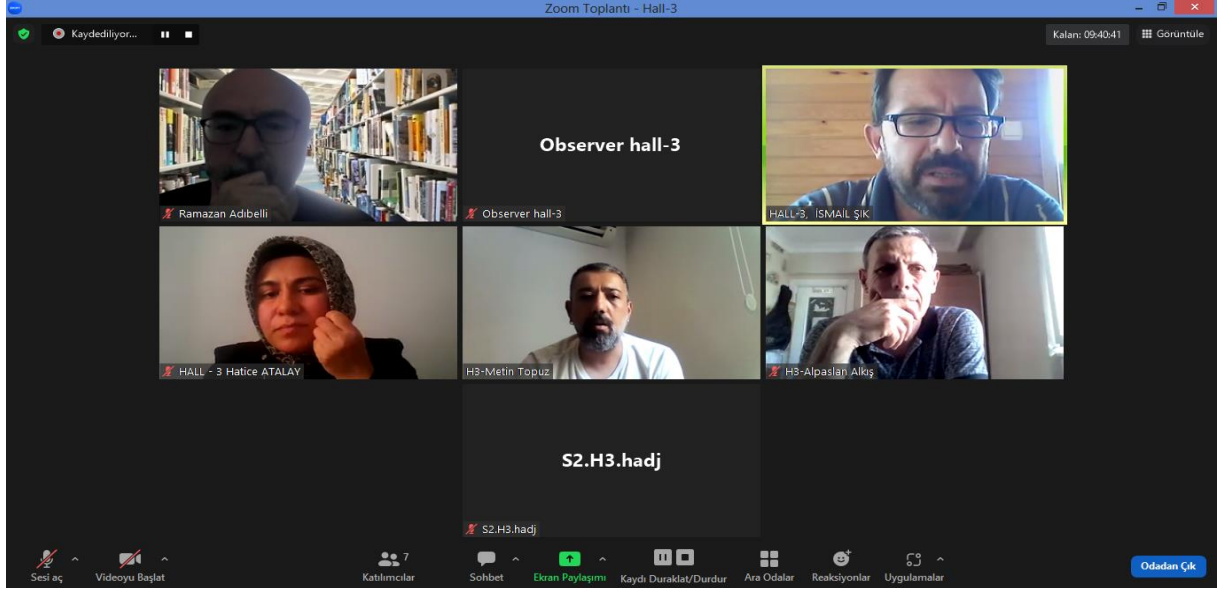 zoom
Zoom Toplantı - Hall-3
Kaydediliyor...
Kalan: 09:40:41
Görüntüle
Ramazan Adıbelli
Observer hall-3
Observer hall-3
HALL-3, İSMAİL ŞIK
HALL - 3 Hatice ATALAY
H3-Metin Topuz
H3-Alpaslan Alkış
S2.H3.hadj
S2.H3.hadj
Sesi aç
Videoyu Başlat
7
Katılımcılar
Sohbet
Ekran Paylaşımı
Kaydı Duraklat/Durdur
Ara Odalar
Reaksiyonlar
Uygulamalar
Odadan Çık